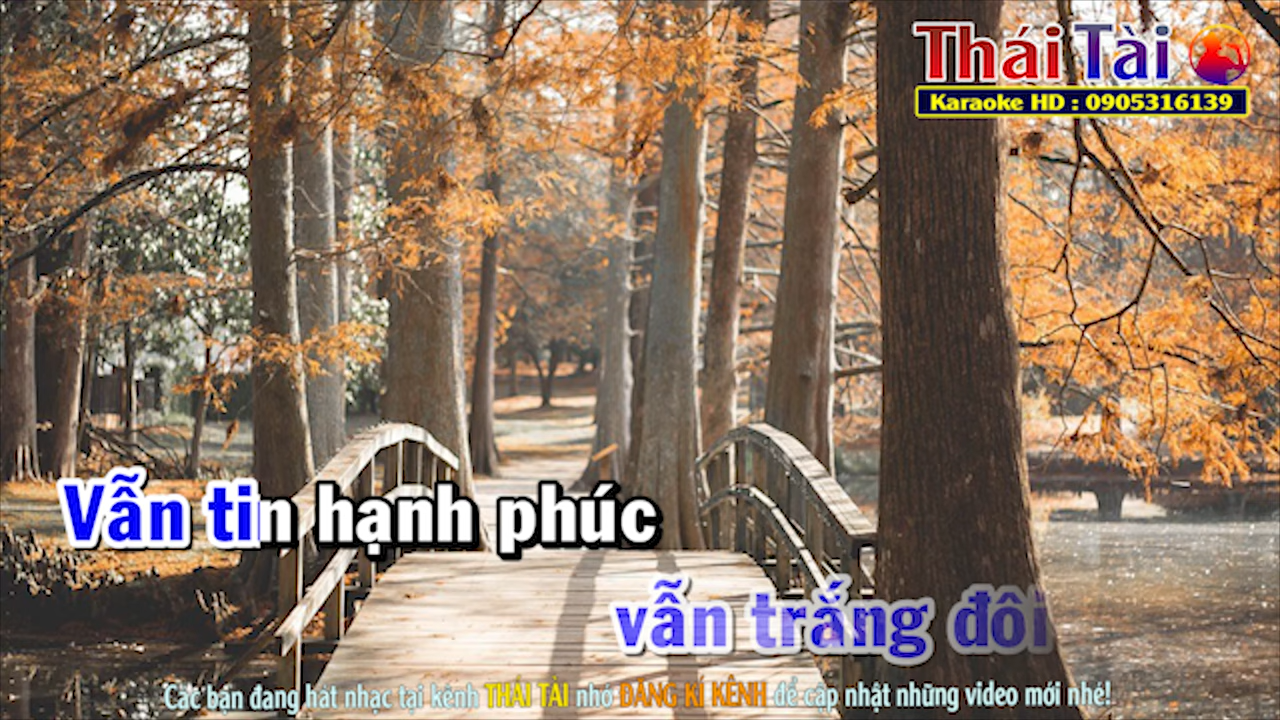 Thái Tài
Karaoke HD : 0905316139
Vẫn tin hạnh phúc
vẫn trắng đôi
Các bạn đang hát nhạc tại kênh THÁI TÀI nhớ ĐĂNG KÍ KÊNH để cập nhật những video mới nhé!